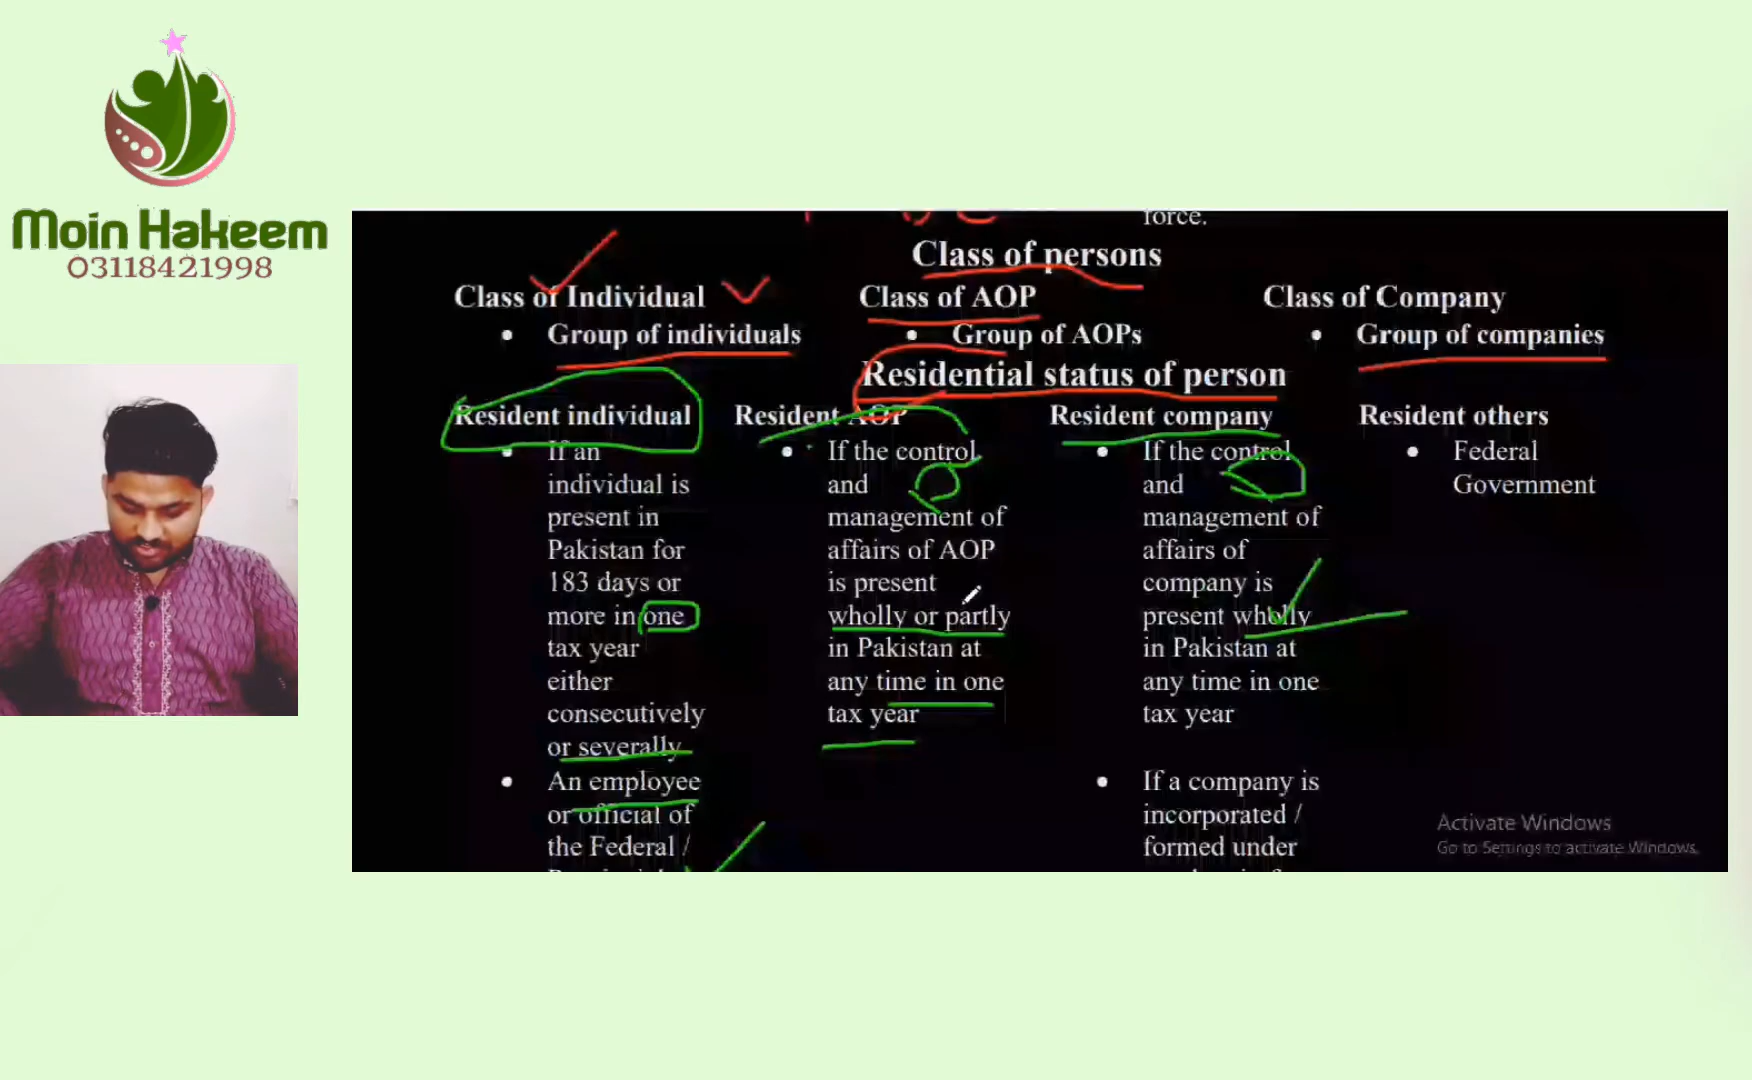 Moin Hakeem
03118421998
force.
Class of persons
Class of Individual
Class of AOP
Class of Company
Group of individuals
Group of AOPs
Group of companies
Residential status of person
Resident individual
If an
individual is
present in
Pakistan for
183 days or
more in one
tax year
either
consecutively
or severally
An employee
or official of
the Federal /
Resident AOP
If the control
and
management of
affairs of AOP
is present
wholly or partly
in Pakistan at
any time in one
tax year
Resident company
If the control
and
management of
affairs of
company is
present wholly
in Pakistan at
any time in one
tax year
If a company is
incorporated /
formed under
Resident others
Federal
Government
Activate Windows
Go to Settings to activate Windows.